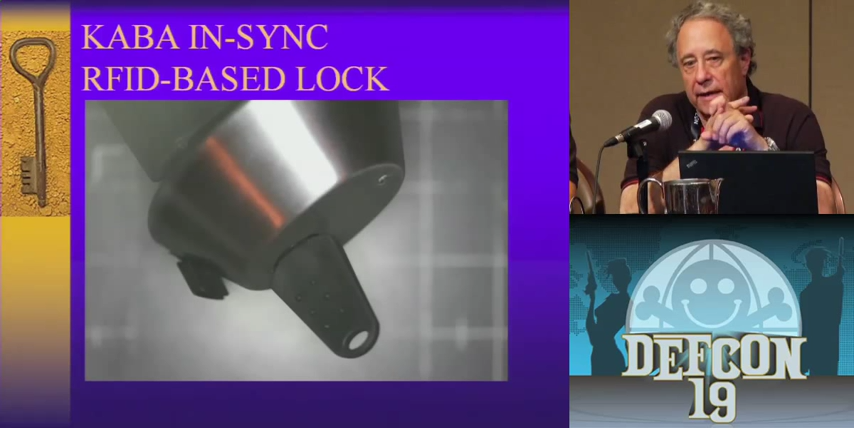 KABA IN-SYNC
RFID-BASED LOCK
DEFCON
19